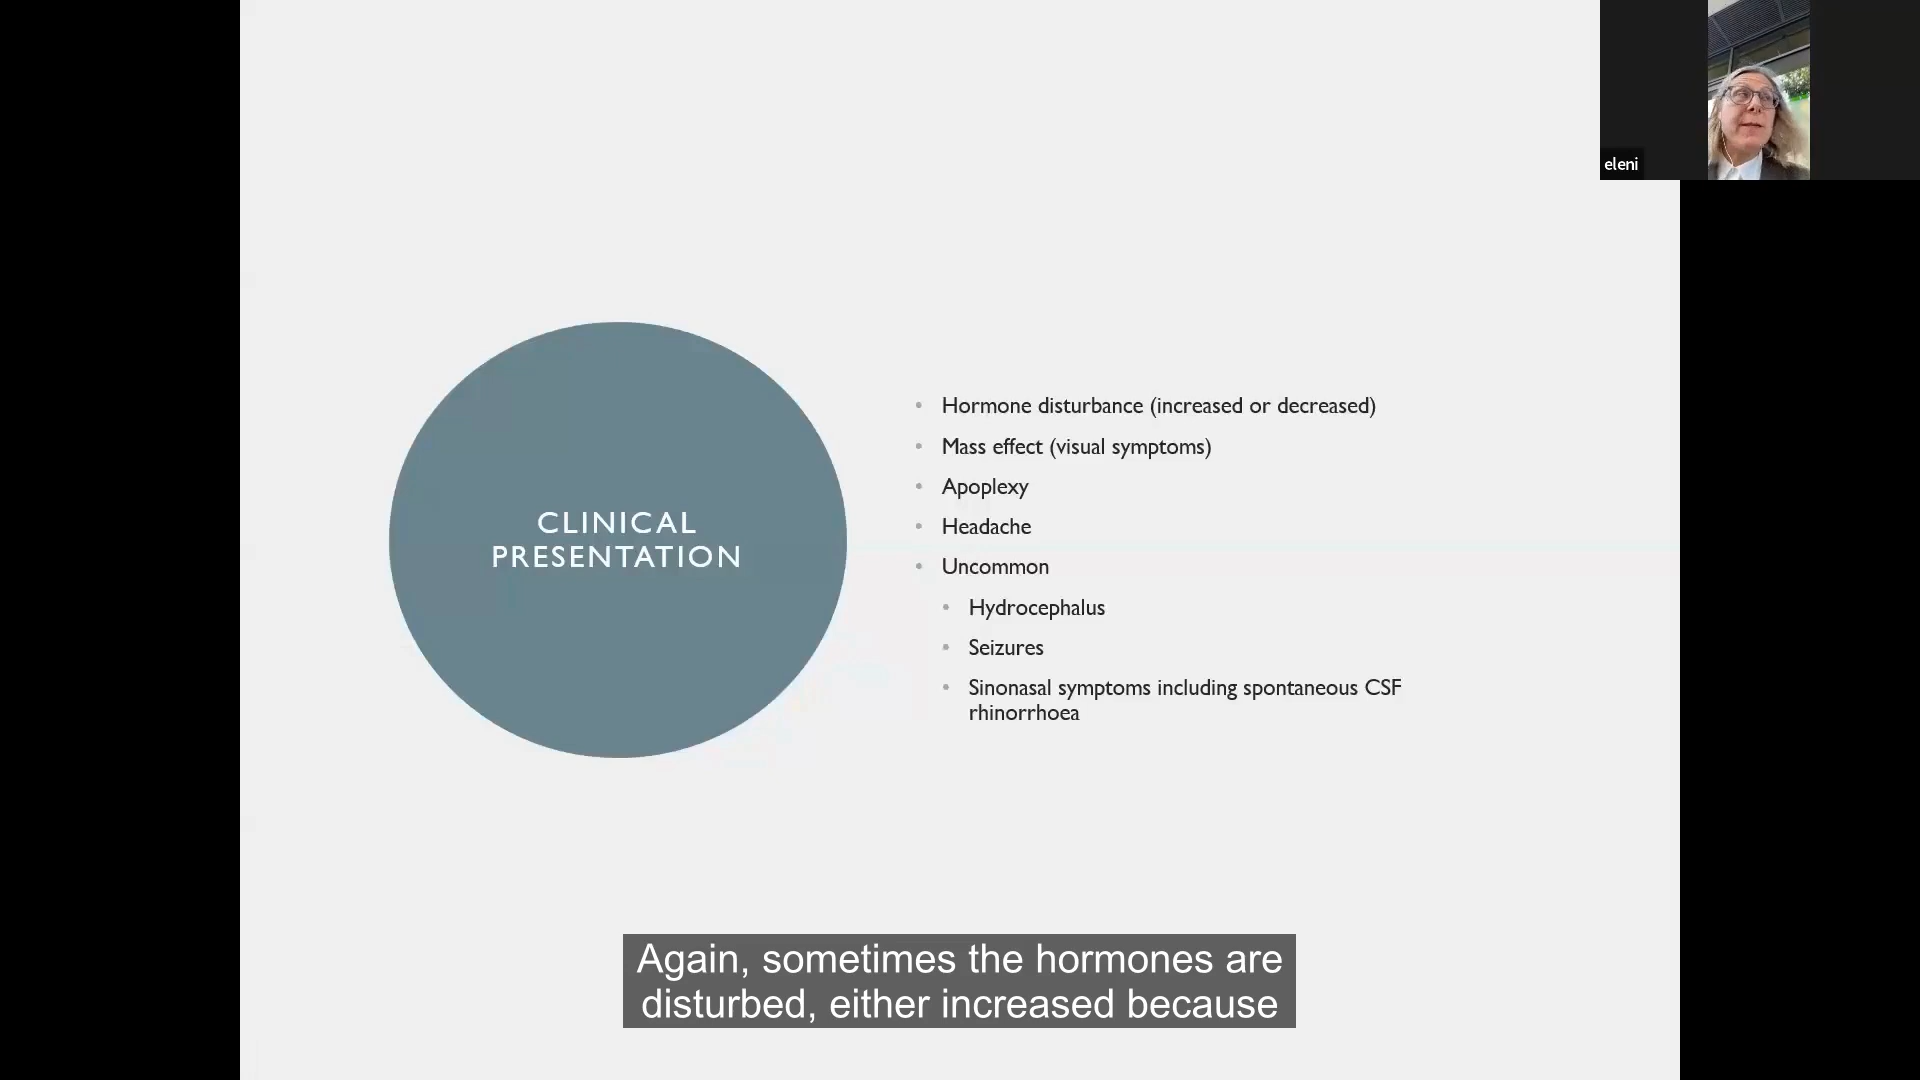 eleni
CLINICAL
PRESENTATION
• Hormone disturbance (increased or decreased)
• Mass effect (visual symptoms)
• Apoplexy
• Headache
• Uncommon
• Hydrocephalus
• Seizures
• Sinonasal symptoms including spontaneous CSF
rhinorrhoea
Again, sometimes the hormones are
disturbed, either increased because